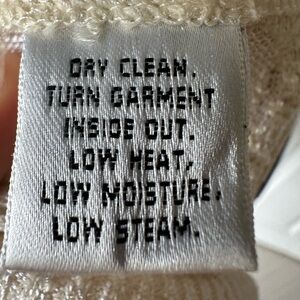 DRY CLEAN.
TURN GARMENT
INSIDE OUT.
LOW HEAT,
LOW MOISTURE,
LOW STEAM.